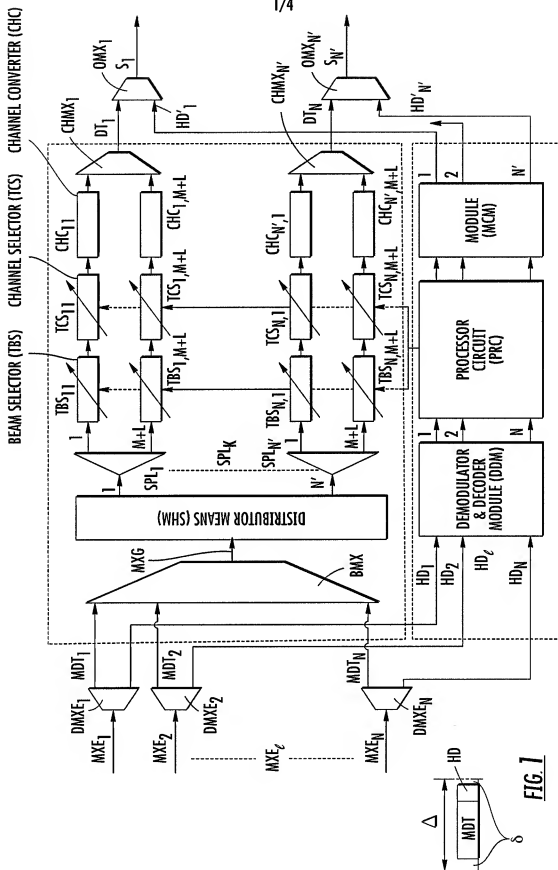 1/4
BEAM SELECTOR (TBS)
CHANNEL SELECTOR (TCS)
CHANNEL CONVERTER (CHC)
MXE1
MXE2
MXEℓ
MXEN
DMXE1
DMXE2
DMXEN
MDT1
MDT2
MDTN
BMX
MXG
DISTRIBUTOR MEANS (SHM)
1
N'
SPL1
SPLK
SPLN'
1
M+L
1
M+L
TBS11
TBS1,M+L
TBSN,1
TBSN,M+L
TCS11
TCS1,M+L
TCSN,1
TCSN,M+L
CHC11
CHC1,M+L
CHCN',1
CHCN',M+L
CHMX1
CHMXN'
DT1
DTN
HD'1
HD'N'
OMX1
OMXN'
S1
SN'
HD1
HD2
HDℓ
HDN
DEMODULATOR
& DECODER
MODULE (DDM)
1
2
N
PROCESSOR
CIRCUIT
(PRC)
MODULE
(MCM)
1
2
N'
Δ
MDT
HD
δ
FIG. 1